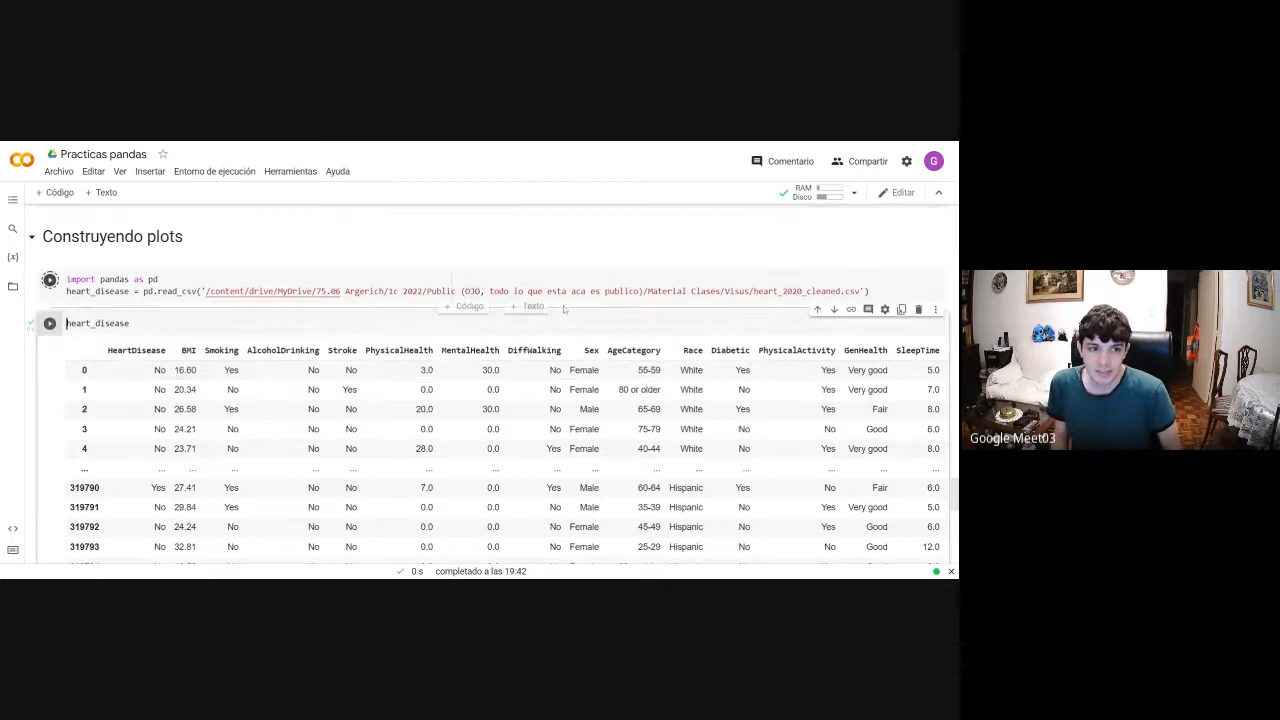 Practicas pandas
Comentario
Compartir
G
Archivo Editar Ver Insertar Entorno de ejecución Herramientas Ayuda
+ Código + Texto
RAM
Disco
Editar
Construyendo plots
import pandas as pd
heart_disease = pd.read_csv('/content/drive/MyDrive/75.06 Argerich/1c 2022/Public (OJO, todo lo que esta aca es publico)/Material Clases/Visus/heart_2020_cleaned.csv')
+ Código + Texto
heart_disease
0 s
HeartDisease BMI Smoking AlcoholDrinking Stroke PhysicalHealth MentalHealth DiffWalking Sex AgeCategory Race Diabetic PhysicalActivity GenHealth SleepTime
0 No 16.60 Yes No No 3.0 30.0 No Female 55-59 White Yes Yes Very good 5.0
1 No 20.34 No No Yes 0.0 0.0 No Female 80 or older White No Yes Very good 7.0
2 No 26.58 Yes No No 20.0 30.0 No Male 65-69 White Yes Yes Fair 8.0
3 No 24.21 No No No 0.0 0.0 No Female 75-79 White No No Good 6.0
4 No 23.71 No No No 28.0 0.0 Yes Female 40-44 White No Yes Very good 8.0
... ... ... ... ... ... ... ... ... ... ... ... ... ... ... ...
319790 Yes 27.41 Yes No No 7.0 0.0 Yes Male 60-64 Hispanic Yes No Fair 6.0
319791 No 29.84 Yes No No 0.0 0.0 No Male 35-39 Hispanic No Yes Very good 5.0
319792 No 24.24 No No No 0.0 0.0 No Female 45-49 Hispanic No Yes Good 6.0
319793 No 32.81 No No No 0.0 0.0 No Female 25-29 Hispanic No No Good 12.0
0 s completado a las 19:42
Google Meet03